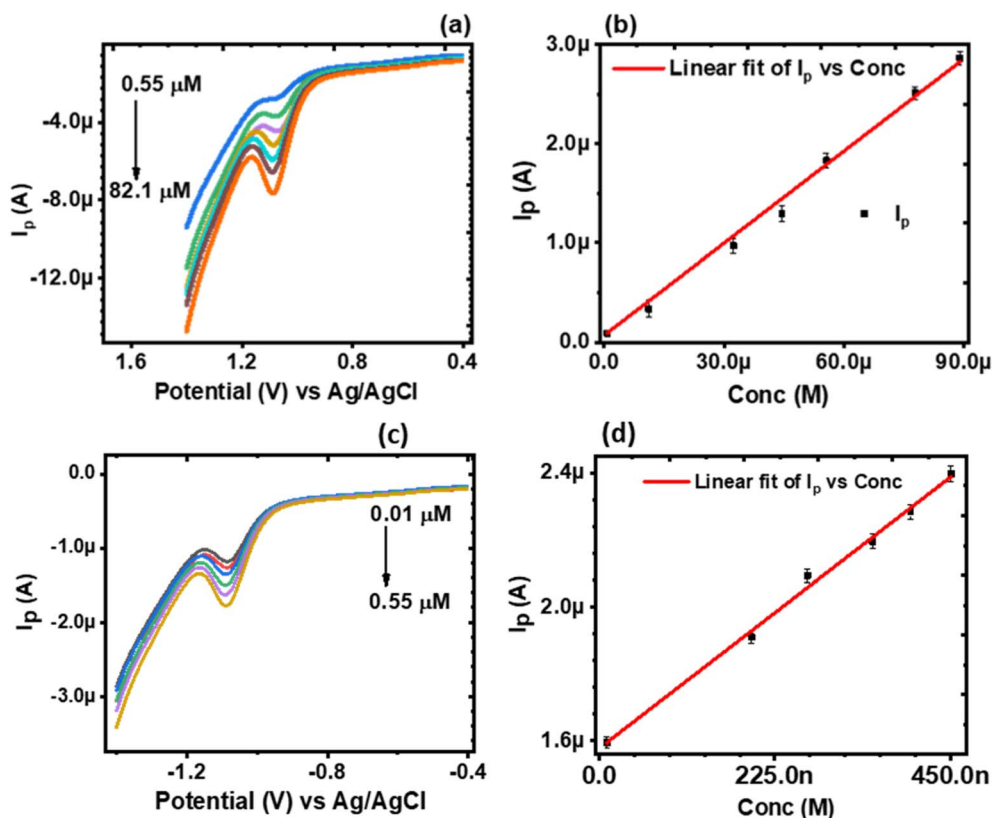 (a)
0.55 µM
82.1 µM
-4.0µ
-8.0µ
-12.0µ
Ip (A)
1.6 1.2 0.8 0.4
Potential (V) vs Ag/AgCl
(b)
Linear fit of Ip vs Conc
Ip
3.0µ
2.0µ
1.0µ
0.0
Ip (A)
0.0 30.0µ 60.0µ 90.0µ
Conc (M)
(c)
0.01 µM
0.55 µM
0.0
-1.0µ
-2.0µ
-3.0µ
Ip (A)
-1.2 -0.8 -0.4
Potential (V) vs Ag/AgCl
(d)
Linear fit of Ip vs Conc
2.4µ
2.0µ
1.6µ
Ip (A)
0.0 225.0n 450.0n
Conc (M)